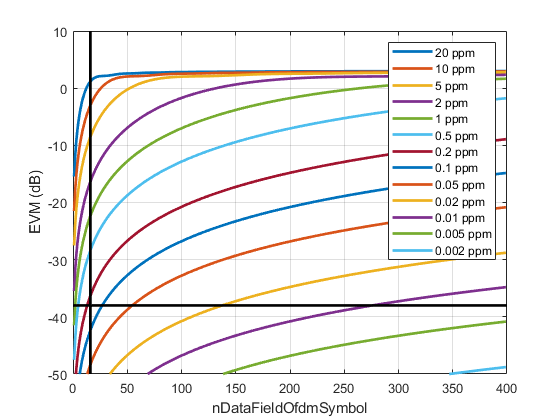 10
0
-10
-20
-30
-40
-50
EVM (dB)
0
50
100
150
200
250
300
350
400
nDataFieldOfdmSymbol
20 ppm
10 ppm
5 ppm
2 ppm
1 ppm
0.5 ppm
0.2 ppm
0.1 ppm
0.05 ppm
0.02 ppm
0.01 ppm
0.005 ppm
0.002 ppm